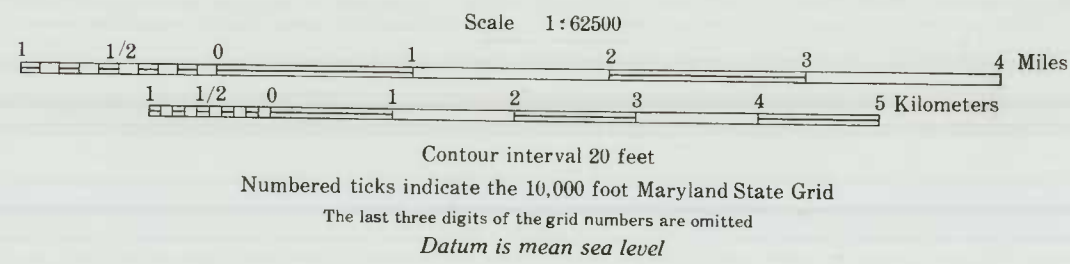 Scale 1:62500
1 1/2 0 1 2 3 4 Miles
1 1/2 0 1 2 3 4 5 Kilometers
Contour interval 20 feet
Numbered ticks indicate the 10,000 foot Maryland State Grid
The last three digits of the grid numbers are omitted
Datum is mean sea level